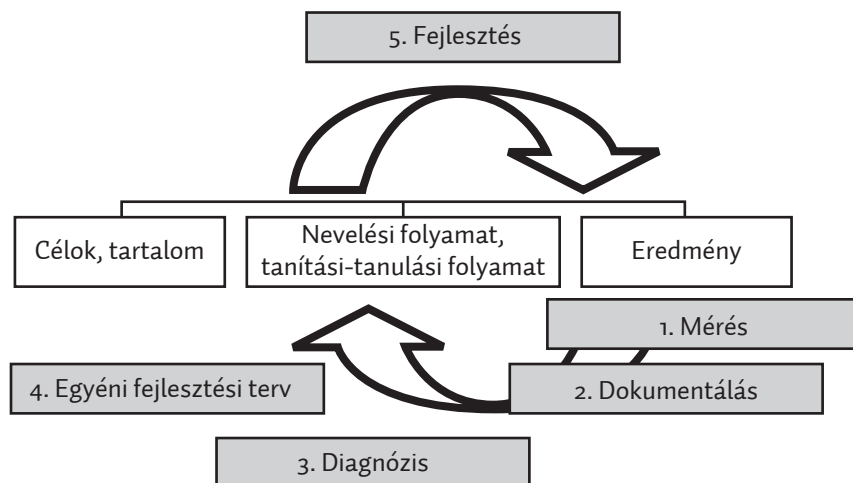 5. Fejlesztés
Célok, tartalom
Nevelési folyamat,
tanítási-tanulási folyamat
Eredmény
1. Mérés
4. Egyéni fejlesztési terv
2. Dokumentálás
3. Diagnózis